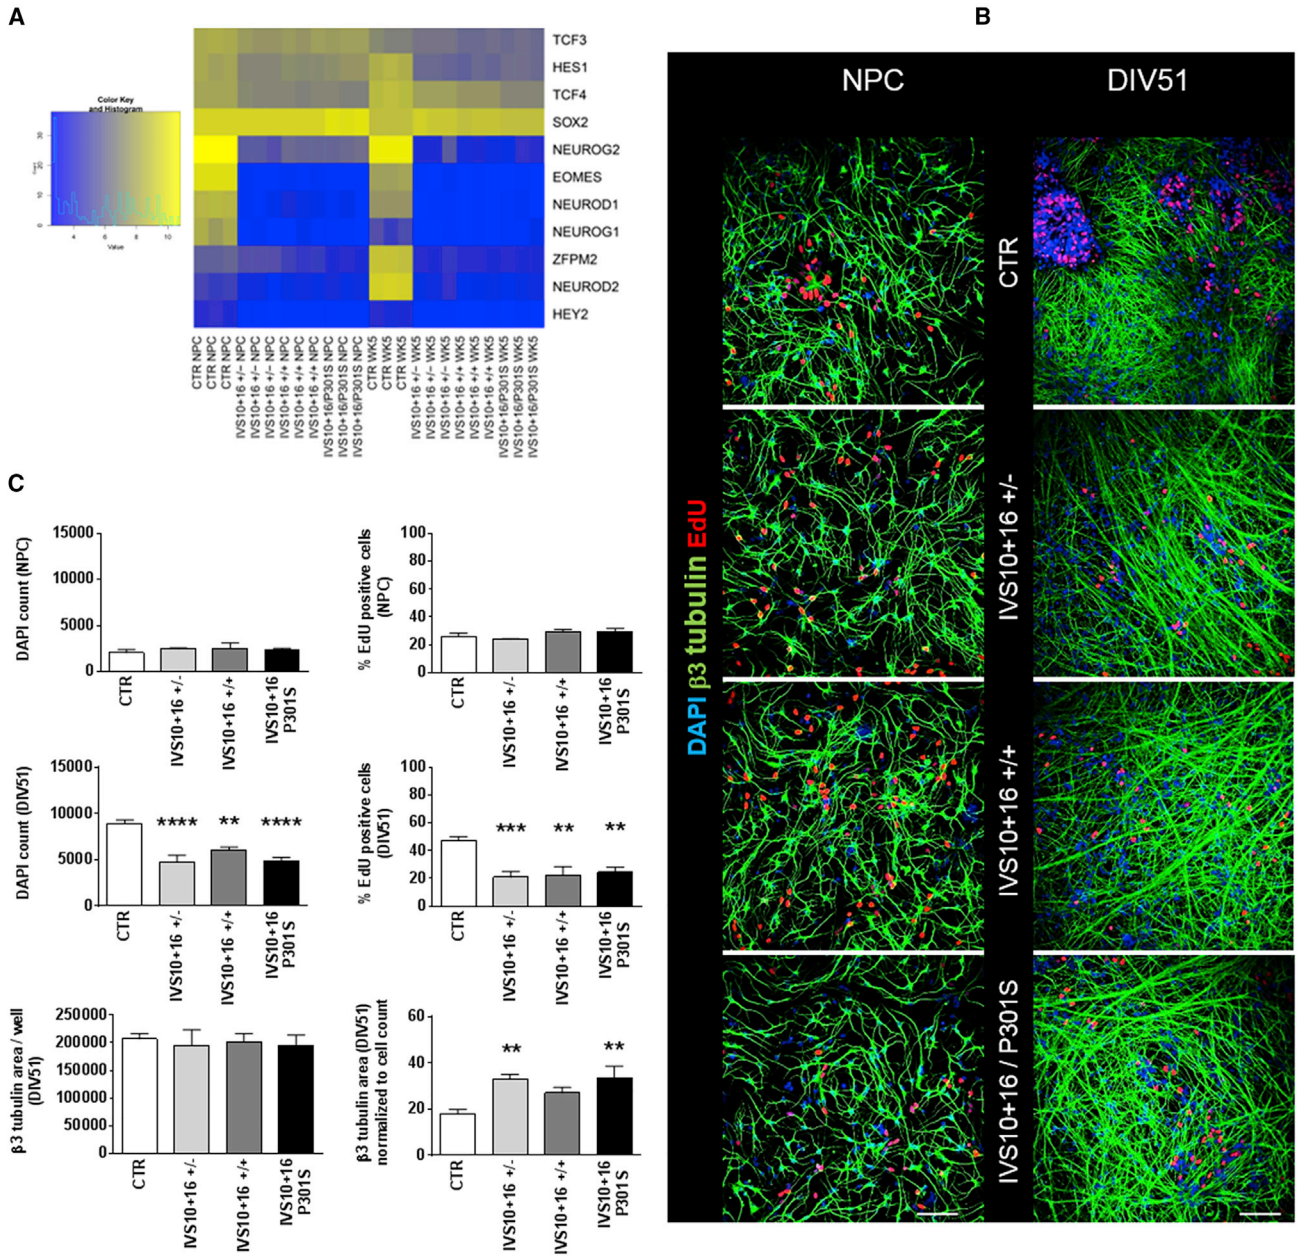 A
Color Key
and Histogram
Count
0
10
20
30
4
6
8
10
Value
TCF3
HES1
TCF4
SOX2
NEUROG2
EOMES
NEUROD1
NEUROG1
ZFPM2
NEUROD2
HEY2
CTR NPC
CTR NPC
CTR NPC
IVS10+16 +/- NPC
IVS10+16 +/- NPC
IVS10+16 +/- NPC
IVS10+16 +/+ NPC
IVS10+16 +/+ NPC
IVS10+16 +/+ NPC
IVS10+16/P301S NPC
IVS10+16/P301S NPC
IVS10+16/P301S NPC
CTR WK5
CTR WK5
CTR WK5
IVS10+16 +/- WK5
IVS10+16 +/- WK5
IVS10+16 +/- WK5
IVS10+16 +/+ WK5
IVS10+16 +/+ WK5
IVS10+16 +/+ WK5
IVS10+16/P301S WK5
IVS10+16/P301S WK5
IVS10+16/P301S WK5
B
NPC
DIV51
CTR
IVS10+16 +/-
IVS10+16 +/+
IVS10+16 / P301S
DAPI β3 tubulin EdU
C
DAPI count (NPC)
15000
10000
5000
0
CTR
IVS10+16 +/-
IVS10+16 +/+
IVS10+16
P301S
% EdU positive cells
(NPC)
100
80
60
40
20
0
CTR
IVS10+16 +/-
IVS10+16 +/+
IVS10+16
P301S
DAPI count (DIV51)
15000
10000
5000
0
****
**
****
CTR
IVS10+16 +/-
IVS10+16 +/+
IVS10+16
P301S
% EdU positive cells
(DIV51)
100
80
60
40
20
0
***
**
**
CTR
IVS10+16 +/-
IVS10+16 +/+
IVS10+16
P301S
β3 tubulin area / well
(DIV51)
250000
200000
150000
100000
50000
0
CTR
IVS10+16 +/-
IVS10+16 +/+
IVS10+16
P301S
β3 tubulin area (DIV51)
normalized to cell count
60
40
20
0
**
**
CTR
IVS10+16 +/-
IVS10+16 +/+
IVS10+16
P301S